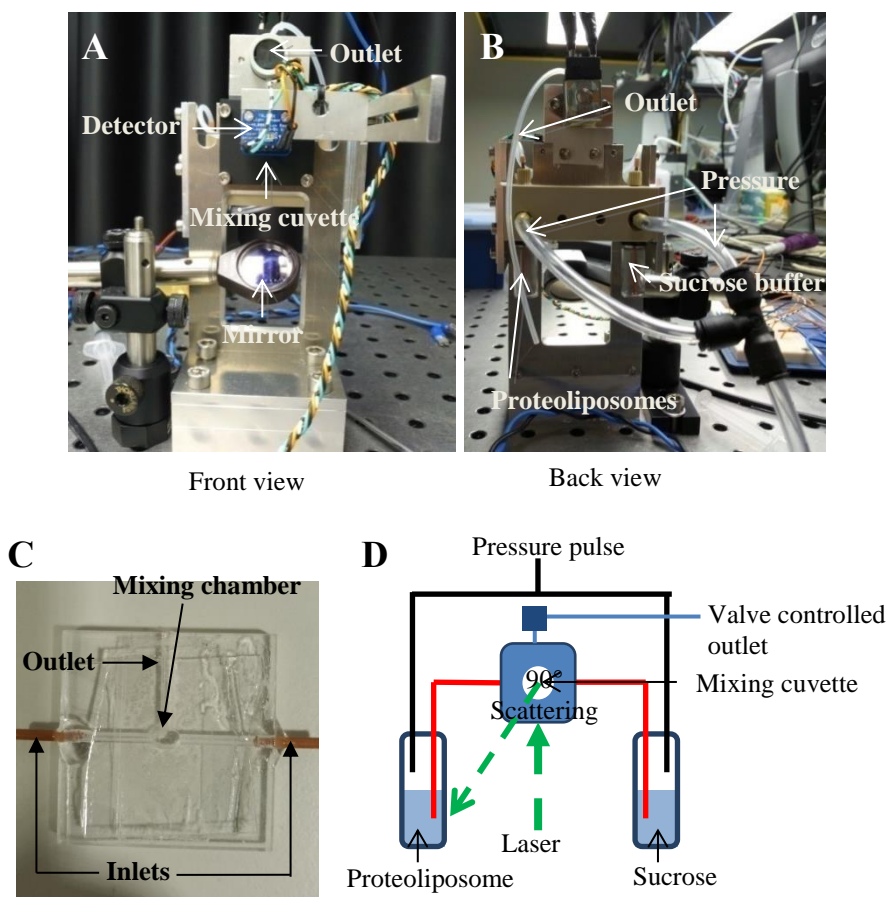 A
Outlet
Detector
Mixing cuvette
Mirror
B
Outlet
Pressure
Sucrose buffer
Proteoliposomes
Front view
Back view
C
Mixing chamber
Outlet
Inlets
D
Pressure pulse
Valve controlled
outlet
90°
Mixing cuvette
Scattering
Laser
Proteoliposome
Sucrose